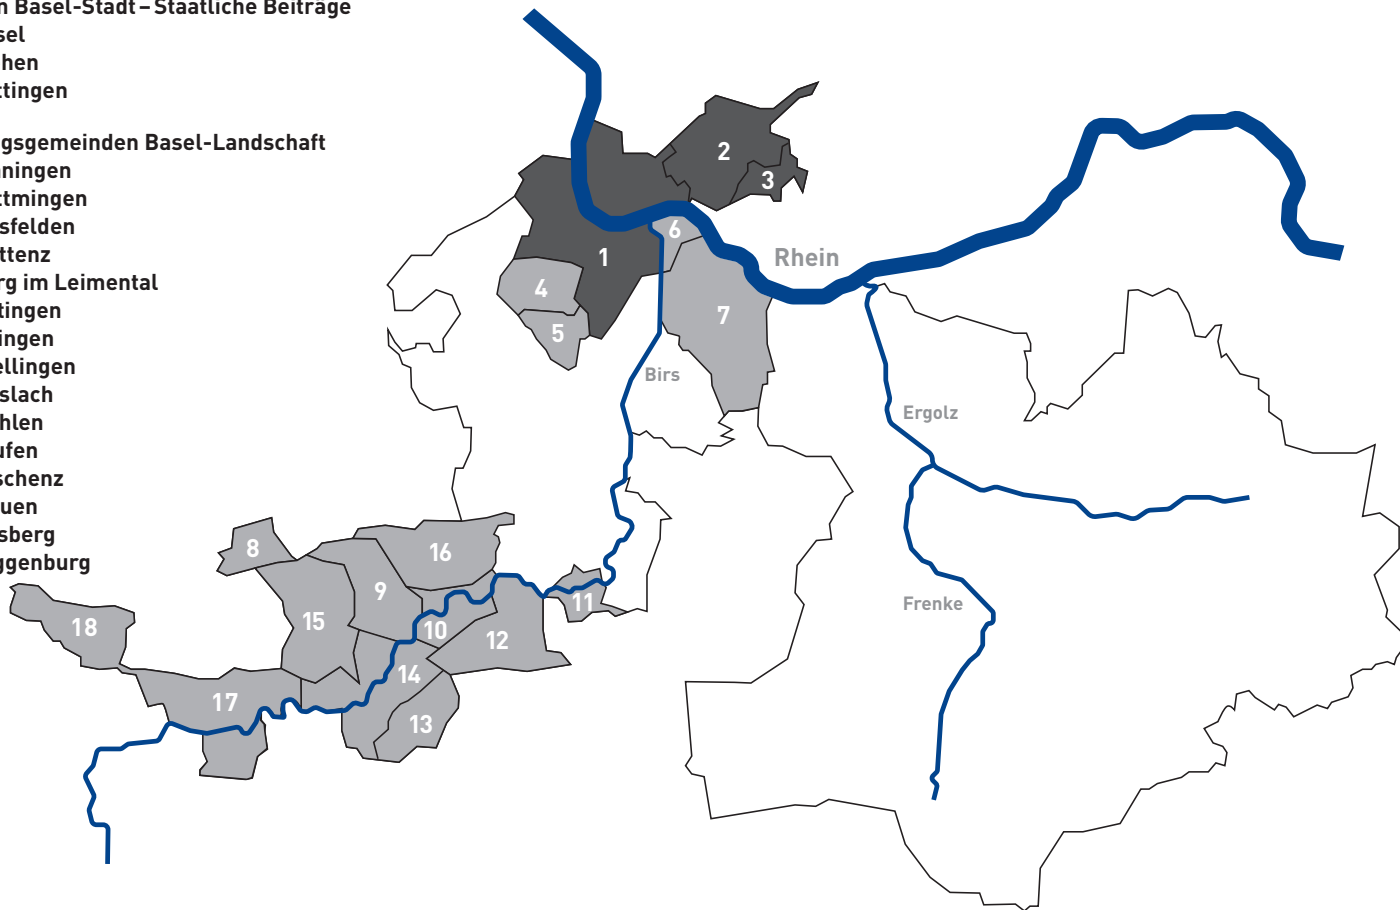 n Basel-Stadt – Staatliche Beiträge
sel
hen
ttingen
gsgemeinden Basel-Landschaft
nningen
ttmingen
sfelden
ttenz
rg im Leimental
ttingen
ingen
ellingen
slach
hlen
ufen
schenz
uen
sberg
ggenburg
1
2
3
4
5
6
7
8
9
10
11
12
13
14
15
16
17
18
Rhein
Birs
Ergolz
Frenke